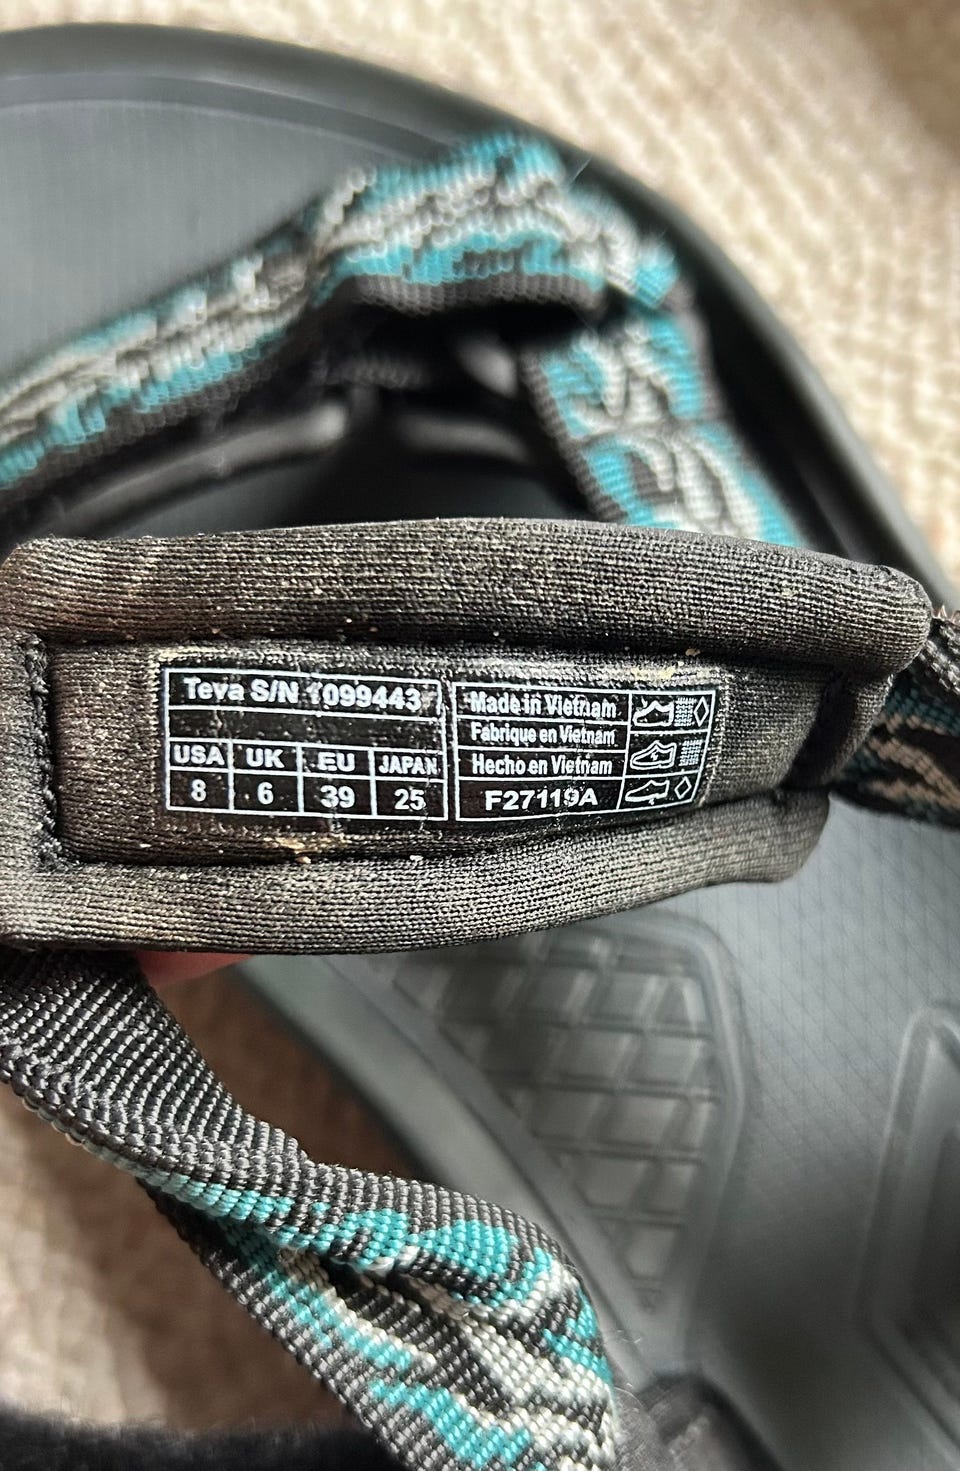 Teva S/N 1099443
USA UK EU JAPAN
8 6 39 25
Made in Vietnam
Fabrique en Vietnam
Hecho en Vietnam
F27119A